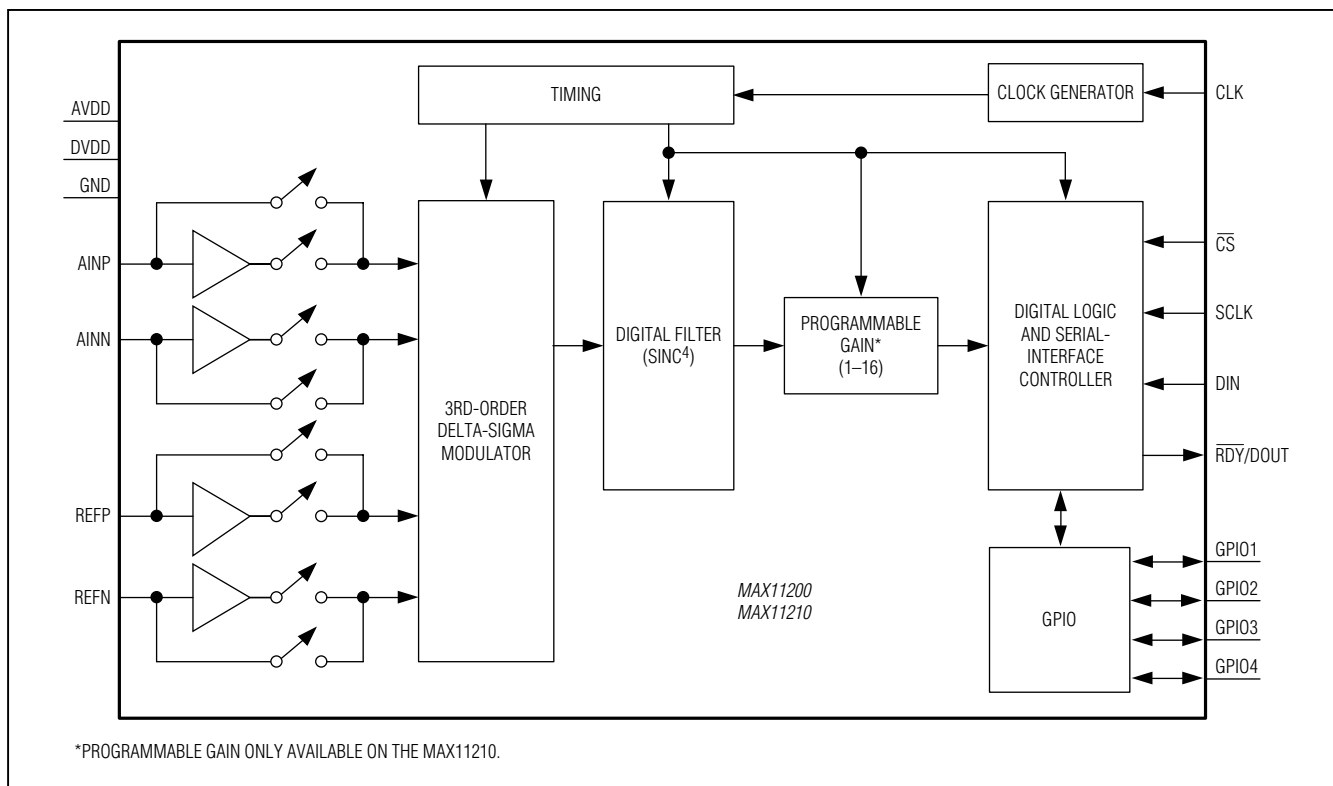 TIMING
CLOCK GENERATOR
CLK
AVDD
DVDD
GND
AINP
AINN
REFP
REFN
3RD-ORDER
DELTA-SIGMA
MODULATOR
DIGITAL FILTER
(SINC⁴)
PROGRAMMABLE
GAIN*
(1–16)
DIGITAL LOGIC
AND SERIAL-
INTERFACE
CONTROLLER
C̅S̅
SCLK
DIN
R̅D̅Y̅/DOUT
MAX11200
MAX11210
GPIO
GPIO1
GPIO2
GPIO3
GPIO4
*PROGRAMMABLE GAIN ONLY AVAILABLE ON THE MAX11210.